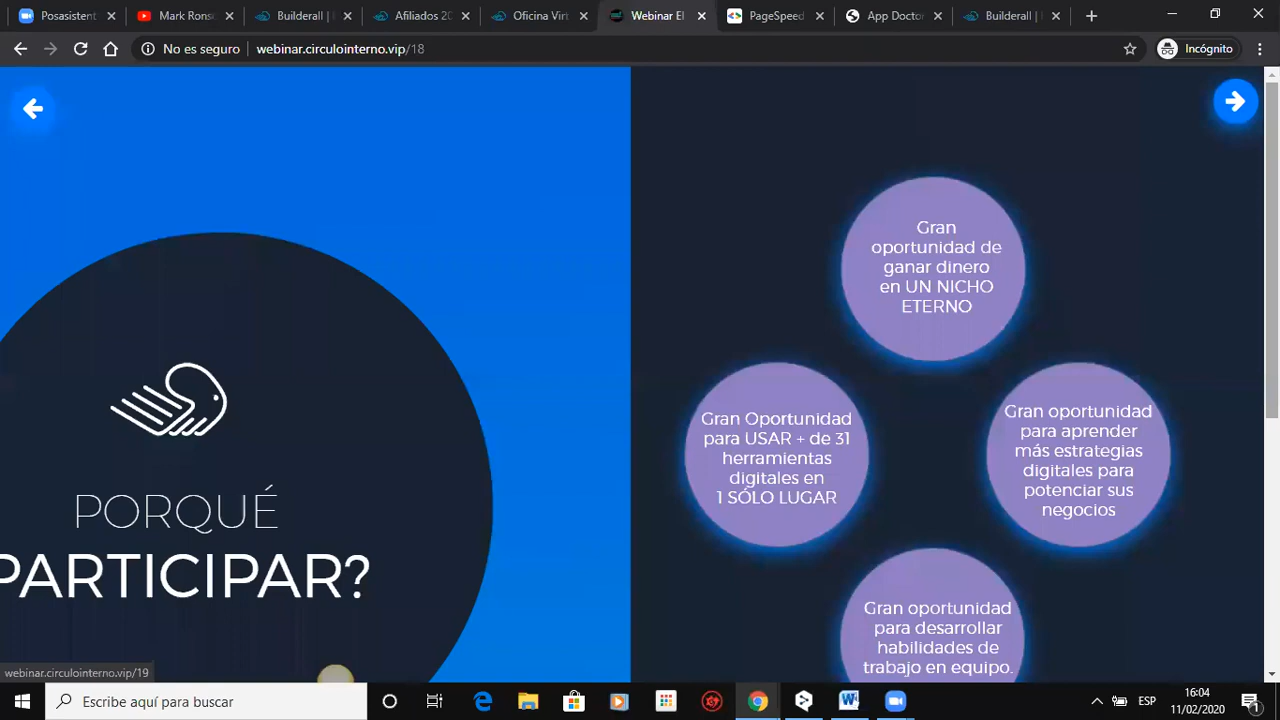 Posasistent
Mark Rons
Builderall |
Afiliados 20
Oficina Virt
Webinar El
PageSpeed
App Doctor
Builderall |
No es seguro
webinar.circulointerno.vip/18
Incógnito
Gran
oportunidad de
ganar dinero
en UN NICHO
ETERNO
Gran Oportunidad
para USAR + de 31
herramientas
digitales en
1 SÓLO LUGAR
Gran oportunidad
para aprender
más estrategias
digitales para
potenciar sus
negocios
PORQUÉ
PARTICIPAR?
Gran oportunidad
para desarrollar
habilidades de
trabajo en equipo.
webinar.circulointerno.vip/19
Escribe aquí para buscar
ESP
16:04
11/02/2020
1